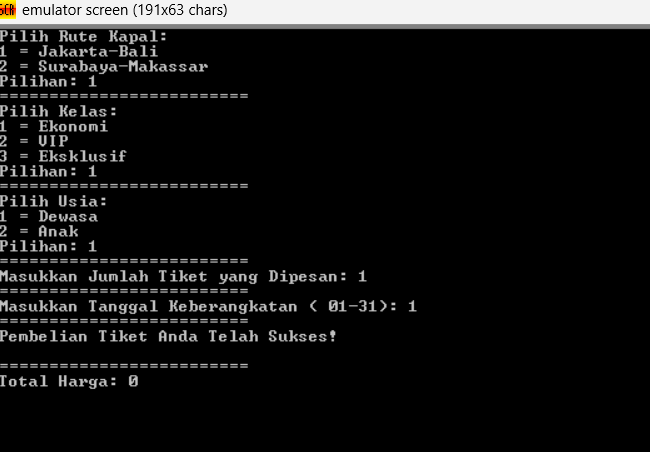 emulator screen (191x63 chars)
Pilih Rute Kapal:
1 = Jakarta-Bali
2 = Surabaya-Makassar
Pilihan: 1
=========================
Pilih Kelas:
1 = Ekonomi
2 = VIP
3 = Eksklusif
Pilihan: 1
=========================
Pilih Usia:
1 = Dewasa
2 = Anak
Pilihan: 1
=========================
Masukkan Jumlah Tiket yang Dipesan: 1
=========================
Masukkan Tanggal Keberangkatan ( 01-31): 1
=========================
Pembelian Tiket Anda Telah Sukses!
=========================
Total Harga: 0